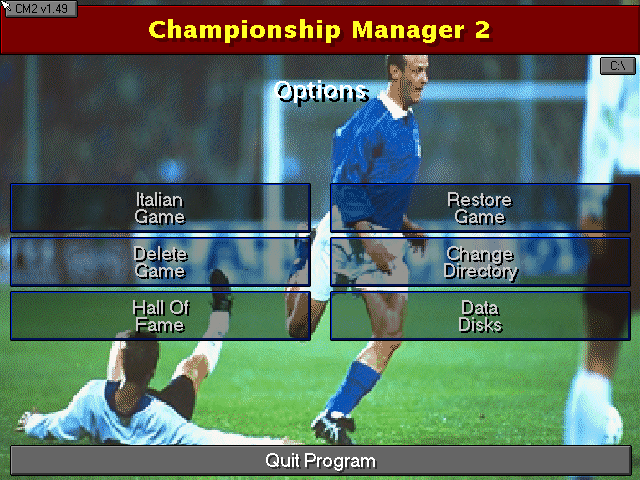 CM2 v1.49
Championship Manager 2
C:\
Options
Italian
Game
Restore
Game
Delete
Game
Change
Directory
Hall Of
Fame
Data
Disks
Quit Program